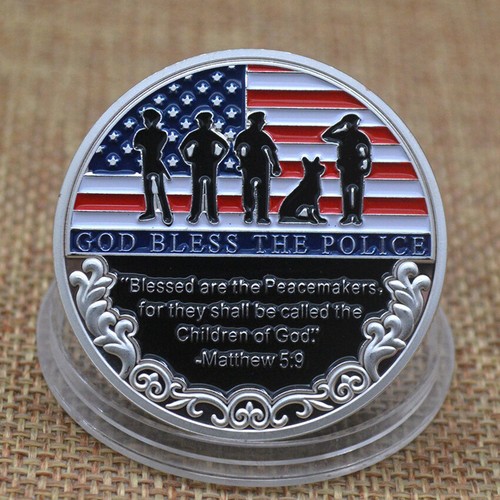 GOD BLESS THE POLICE
"Blessed are the Peacemakers,
for they shall be called the
Children of God".
-Matthew 5:9